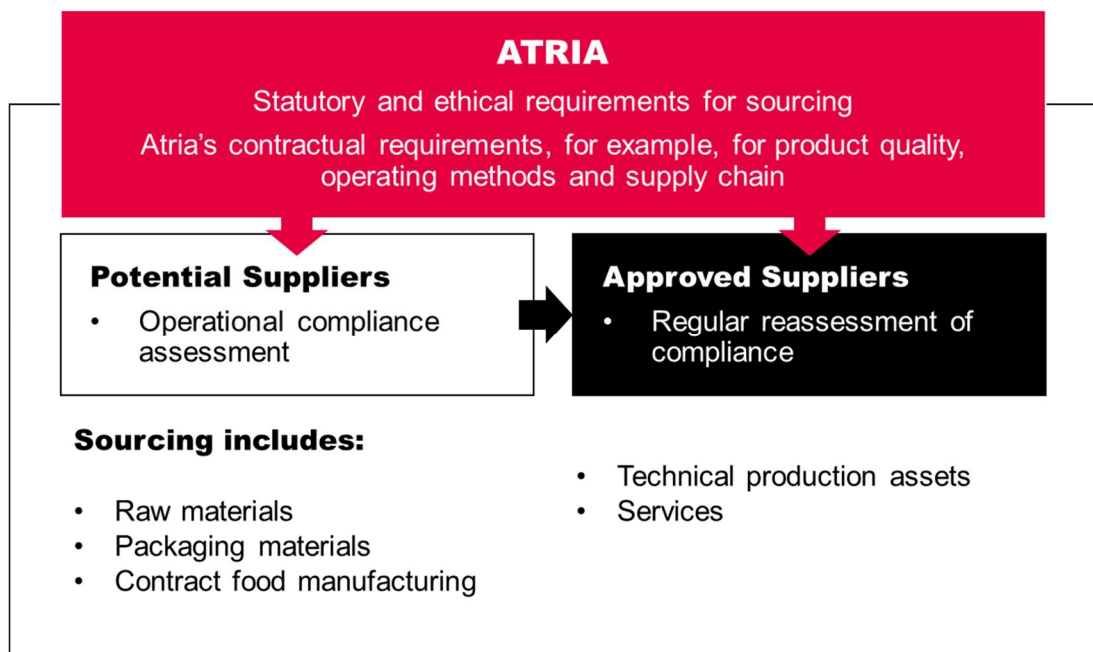 ATRIA
Statutory and ethical requirements for sourcing
Atria's contractual requirements, for example, for product quality,
operating methods and supply chain
Potential Suppliers
• Operational compliance
assessment
Approved Suppliers
• Regular reassessment of
compliance
Sourcing includes:
• Raw materials
• Packaging materials
• Contract food manufacturing
• Technical production assets
• Services